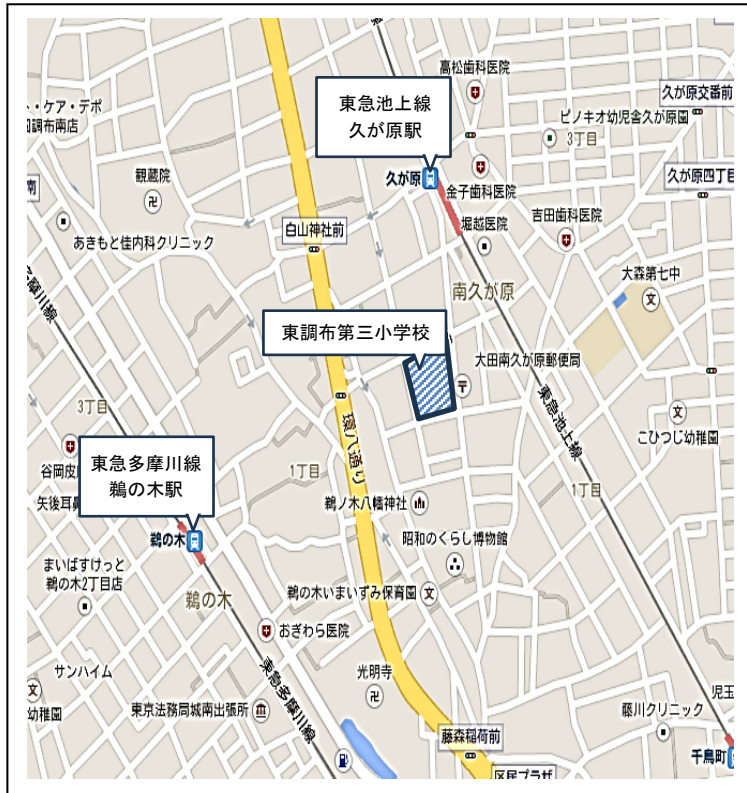 東急池上線
久が原駅
高松歯科医院
久が原交番前
ト・ケア・デポ
調布南店
ピノキオ幼児舎久が原園
3丁目
観蔵院
久が原
金子歯科医院
久が原四丁目
南
あきもと佳内科クリニック
白山神社前
堀越医院
吉田歯科医院
多摩川線
南久が原
大森第七中
東調布第三小学校
大田南久が原郵便局
〒
3丁目
東急池上線
環八通り
こひつじ幼稚園
東急多摩川線
鵜の木駅
谷岡皮
1丁目
1丁目
矢後耳鼻
鵜ノ木八幡神社
鵜の木
昭和のくらし博物館
まいばすけっと
鵜の木2丁目店
鵜の木いまいずみ保育園
鵜の木
おぎわら医院
サンハイム
光明寺
東急多摩川線
幼稚園
東京法務局城南出張所
藤森稲荷前
児玉
藤川クリニック
千鳥町
区民プラザ